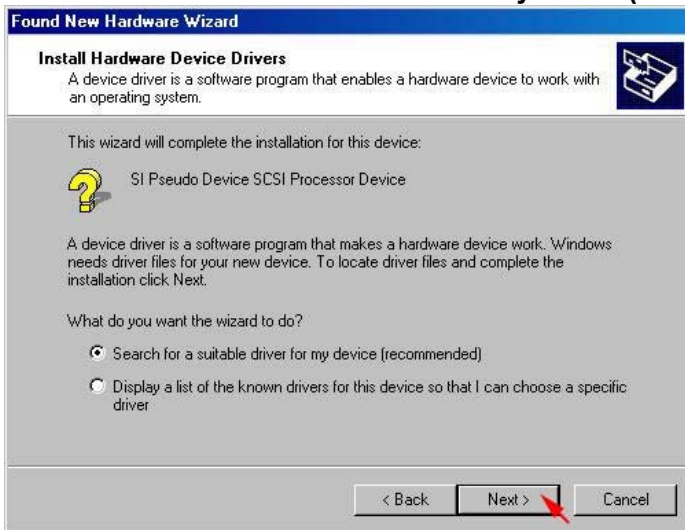 Found New Hardware Wizard
Install Hardware Device Drivers
A device driver is a software program that enables a hardware device to work with
an operating system.
This wizard will complete the installation for this device:
SI Pseudo Device SCSI Processor Device
A device driver is a software program that makes a hardware device work. Windows
needs driver files for your new device. To locate driver files and complete the
installation click Next.
What do you want the wizard to do?
Search for a suitable driver for my device (recommended)
Display a list of the known drivers for this device so that I can choose a specific
driver
< Back
Next >
Cancel